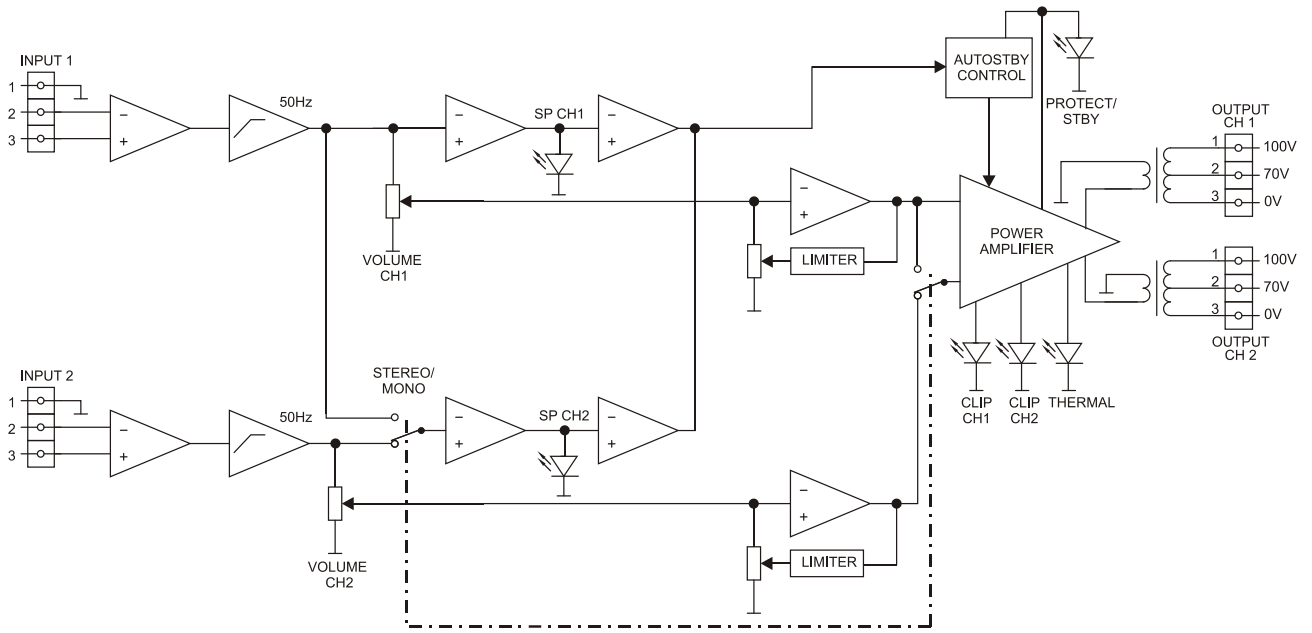 INPUT 1
1
2
3
−
+
50Hz
−
+
SP CH1
−
+
AUTOSTBY
CONTROL
PROTECT/
STBY
OUTPUT
CH 1
1
100V
2
70V
3
0V
VOLUME
CH1
−
+
LIMITER
POWER
AMPLIFIER
1
100V
2
70V
3
0V
OUTPUT
CH 2
CLIP
CH1
CLIP
CH2
THERMAL
INPUT 2
1
2
3
−
+
50Hz
STEREO/
MONO
−
+
SP CH2
−
+
VOLUME
CH2
−
+
LIMITER